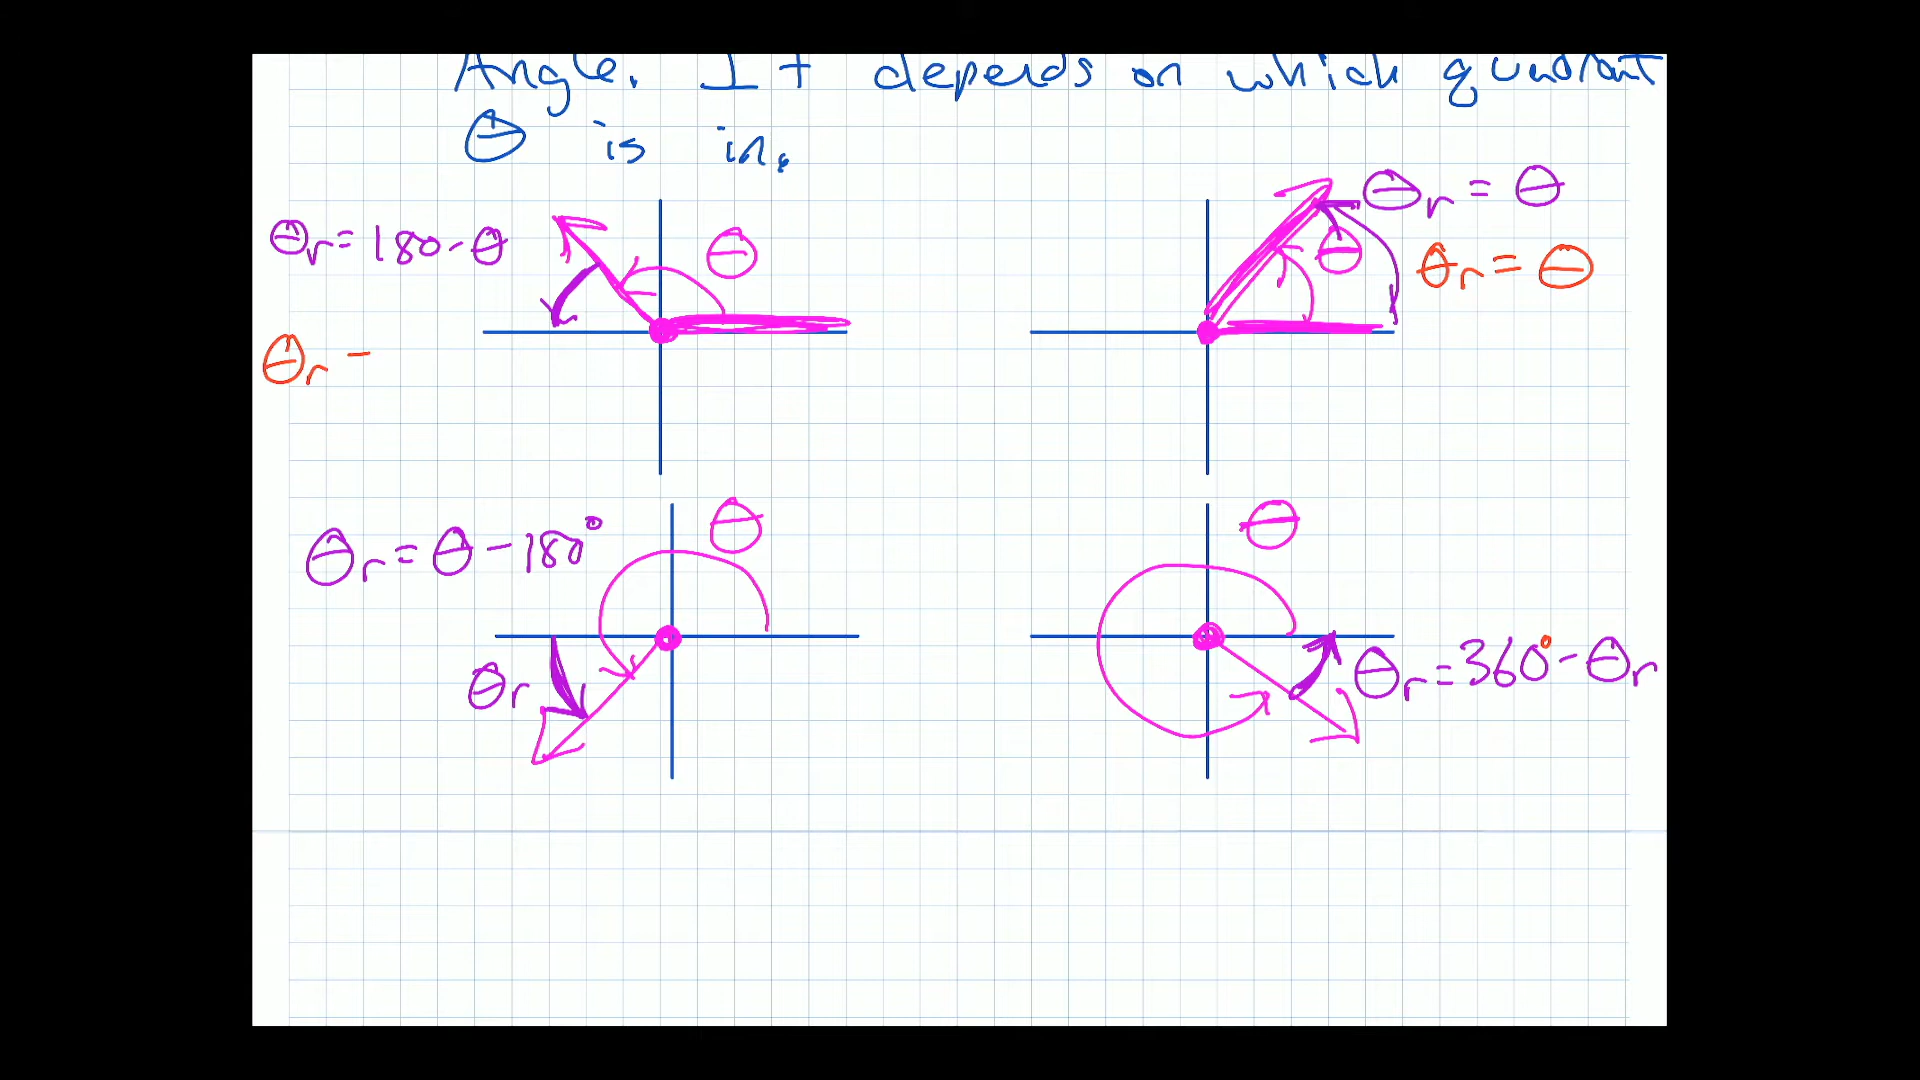 Angle. It depends on which quadrant
θ is in.
θr = 180 - θ
θ
θr = θ
θ
θr = θ
θr -
θr = θ - 180°
θ
θ
θr
θr = 360° - θr